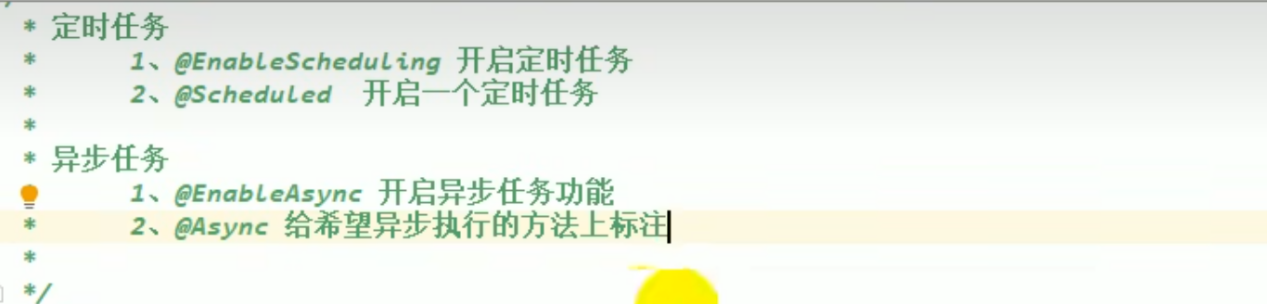 * 定时任务
* 1、@EnableScheduling 开启定时任务
* 2、@Scheduled 开启一个定时任务
*
* 异步任务
1、@EnableAsync 开启异步任务功能
* 2、@Async 给希望异步执行的方法上标注
*
*/